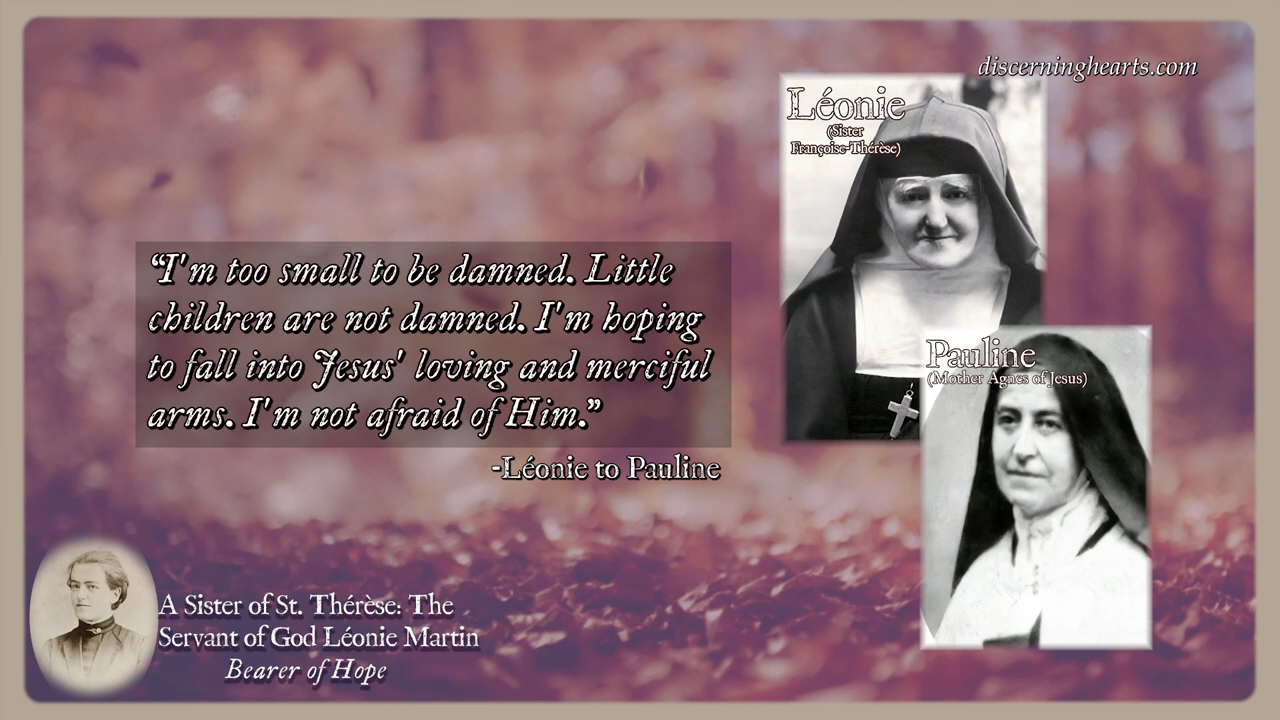 discerninghearts.com
Léonie
(Sister
Françoise-Thérèse)
"I'm too small to be damned. Little
children are not damned. I'm hoping
to fall into Jesus' loving and merciful
arms. I'm not afraid of Him."
-Léonie to Pauline
Pauline
(Mother Agnes of Jesus)
A Sister of St. Thérèse: The
Servant of God Léonie Martin
Bearer of Hope